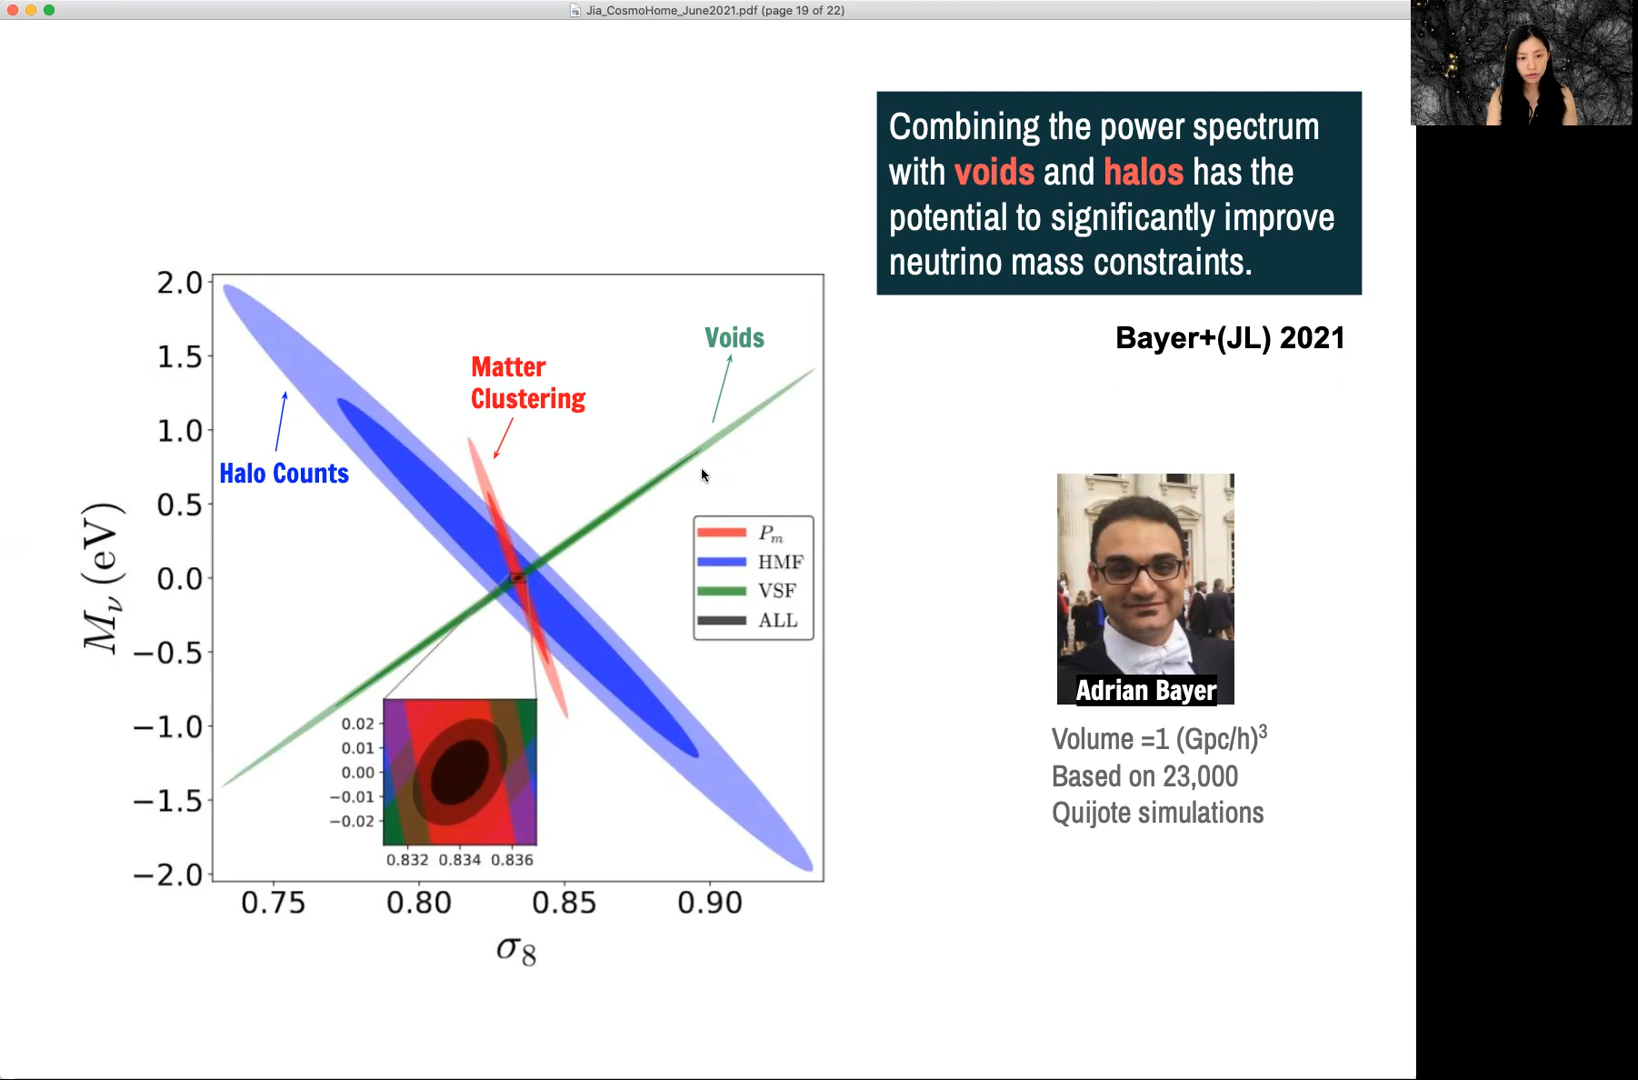 Jia_CosmoHome_June2021.pdf (page 19 of 22)
Combining the power spectrum
with voids and halos has the
potential to significantly improve
neutrino mass constraints.
Bayer+(JL) 2021
2.0
1.5
1.0
0.5
0.0
−0.5
−1.0
−1.5
−2.0
Mν (eV)
Halo Counts
Matter
Clustering
Voids
Pm
HMF
VSF
ALL
0.02
0.01
0.00
−0.01
−0.02
0.832 0.834 0.836
0.75 0.80 0.85 0.90
σ8
Adrian Bayer
Volume =1 (Gpc/h)³
Based on 23,000
Quijote simulations